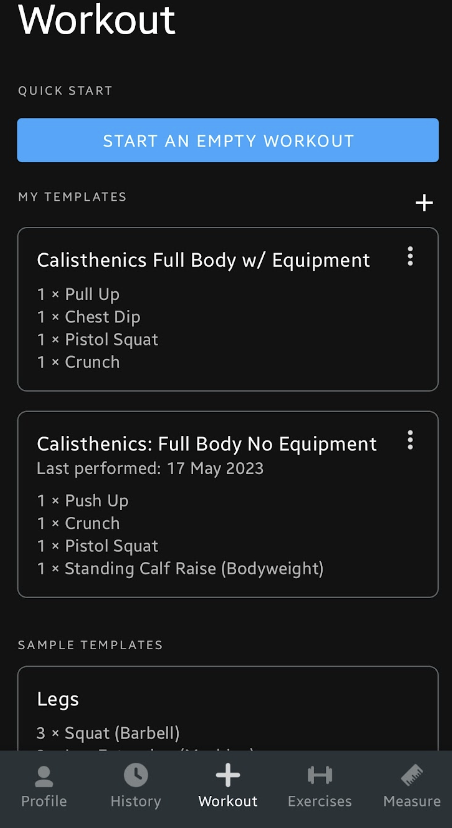 Workout
QUICK START
START AN EMPTY WORKOUT
MY TEMPLATES
Calisthenics Full Body w/ Equipment
1 × Pull Up
1 × Chest Dip
1 × Pistol Squat
1 × Crunch
Calisthenics: Full Body No Equipment
Last performed: 17 May 2023
1 × Push Up
1 × Crunch
1 × Pistol Squat
1 × Standing Calf Raise (Bodyweight)
SAMPLE TEMPLATES
Legs
3 × Squat (Barbell)
Profile History Workout Exercises Measure